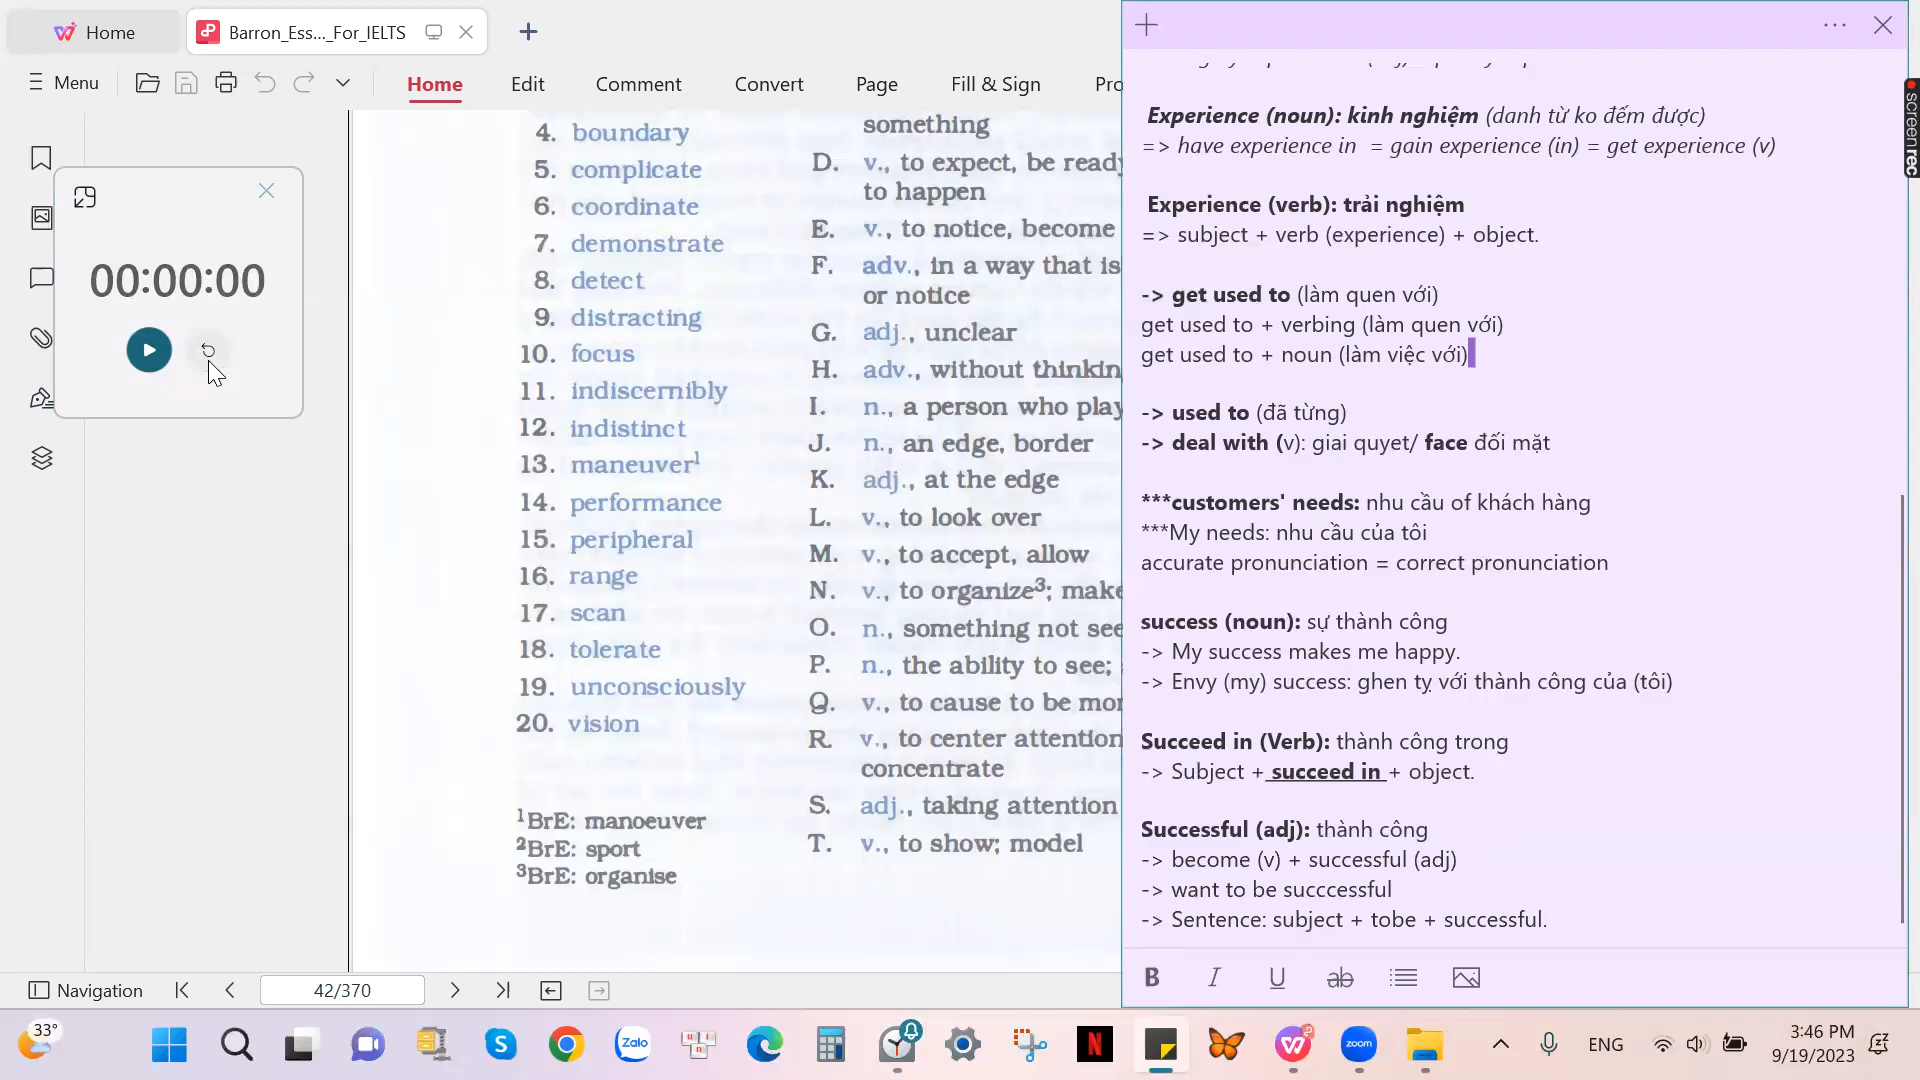 Home
Barron_Ess..._For_IELTS
Menu
Home
Edit
Comment
Convert
Page
Fill & Sign
Pro
00:00:00
4. boundary
5. complicate
6. coordinate
7. demonstrate
8. detect
9. distracting
10. focus
11. indiscernibly
12. indistinct
13. maneuver¹
14. performance
15. peripheral
16. range
17. scan
18. tolerate
19. unconsciously
20. vision
¹BrE: manoeuver
²BrE: sport
³BrE: organise
something
D. v., to expect, be ready
to happen
E. v., to notice, become
F. adv., in a way that is
or notice
G. adj., unclear
H. adv., without thinkin
I. n., a person who play
J. n., an edge, border
K. adj., at the edge
L. v., to look over
M. v., to accept, allow
N. v., to organize³; make
O. n., something not see
P. n., the ability to see;
Q. v., to cause to be mor
R. v., to center attention
concentrate
S. adj., taking attention
T. v., to show; model
Experience (noun): kinh nghiệm (danh từ ko đếm được)
=> have experience in = gain experience (in) = get experience (v)
Experience (verb): trải nghiệm
=> subject + verb (experience) + object.
-> get used to (làm quen với)
get used to + verbing (làm quen với)
get used to + noun (làm việc với)
-> used to (đã từng)
-> deal with (v): giai quyet/ face đối mặt
***customers' needs: nhu cầu of khách hàng
***My needs: nhu cầu của tôi
accurate pronunciation = correct pronunciation
success (noun): sự thành công
-> My success makes me happy.
-> Envy (my) success: ghen tỵ với thành công của (tôi)
Succeed in (Verb): thành công trong
-> Subject + succeed in + object.
Successful (adj): thành công
-> become (v) + successful (adj)
-> want to be succcessful
-> Sentence: subject + tobe + successful.
B I U ab
screen rec
Navigation
42/370
33°
Zalo
zoom
ENG
3:46 PM
9/19/2023